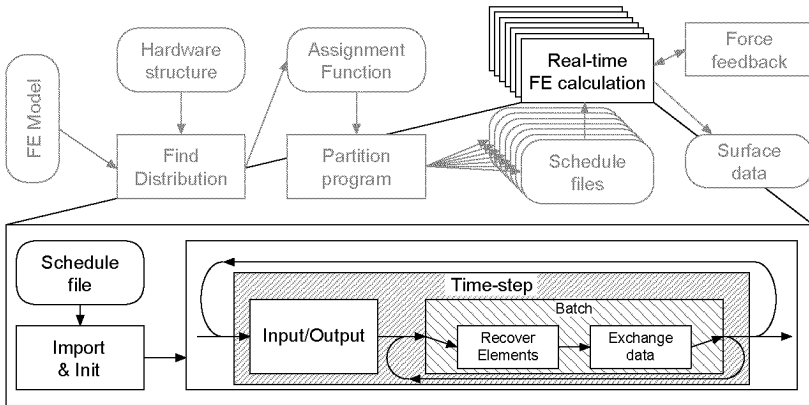 FE Model
Hardware
structure
Assignment
Function
Real-time
FE calculation
Force
feedback
Find
Distribution
Partition
program
Schedule
files
Surface
data
Schedule
file
Import
& Init
Time-step
Input/Output
Batch
Recover
Elements
Exchange
data